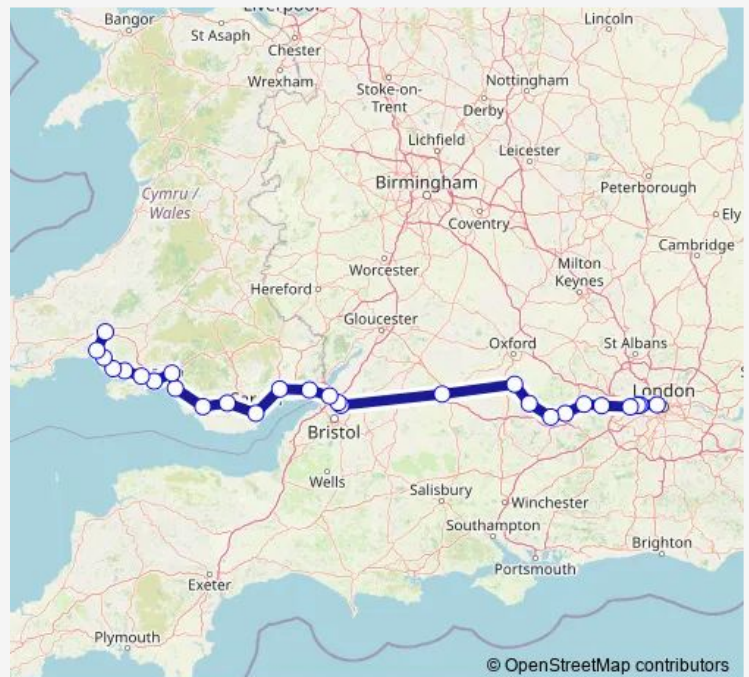 Liverpool
Bangor
St Asaph
Chester
Lincoln
Wrexham
Stoke-on-
Trent
Nottingham
Derby
Lichfield
Leicester
Birmingham
Peterborough
Cymru /
Wales
Coventry
Ely
Cambridge
Worcester
Milton
Keynes
Hereford
Gloucester
Oxford
St Albans
London
Bristol
Wells
Salisbury
Winchester
Southampton
Brighton
Portsmouth
Exeter
Plymouth
© OpenStreetMap contributors